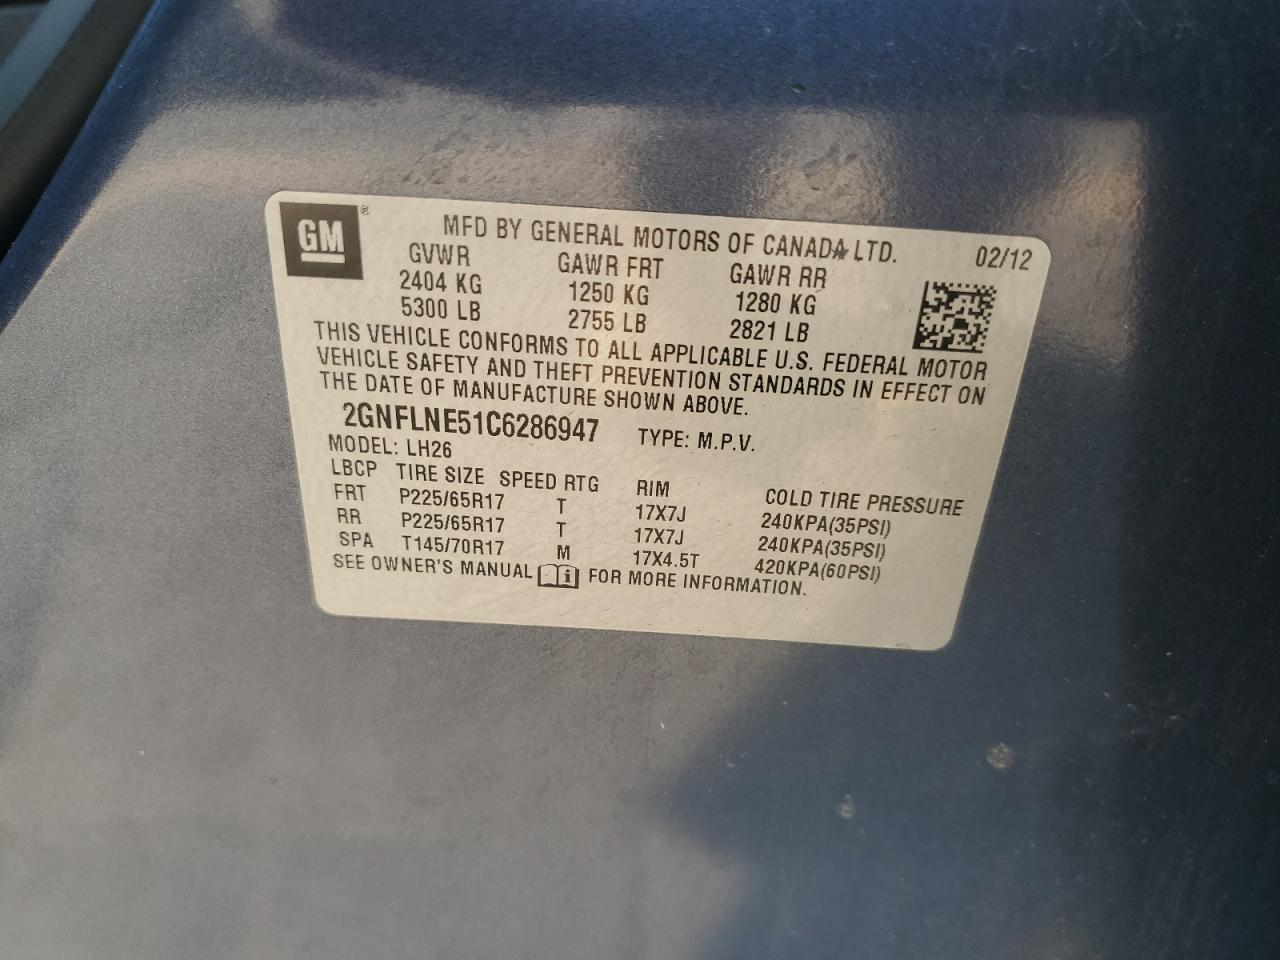 GM® MFD BY GENERAL MOTORS OF CANADA LTD. 02/12
GVWR GAWR FRT GAWR RR
2404 KG 1250 KG 1280 KG
5300 LB 2755 LB 2821 LB
THIS VEHICLE CONFORMS TO ALL APPLICABLE U.S. FEDERAL MOTOR
VEHICLE SAFETY AND THEFT PREVENTION STANDARDS IN EFFECT ON
THE DATE OF MANUFACTURE SHOWN ABOVE.
2GNFLNE51C6286947 TYPE: M.P.V.
MODEL: LH26
LBCP TIRE SIZE SPEED RTG RIM COLD TIRE PRESSURE
FRT P225/65R17 T 17X7J 240KPA(35PSI)
RR P225/65R17 T 17X7J 240KPA(35PSI)
SPA T145/70R17 M 17X4.5T 420KPA(60PSI)
SEE OWNER'S MANUAL i FOR MORE INFORMATION.